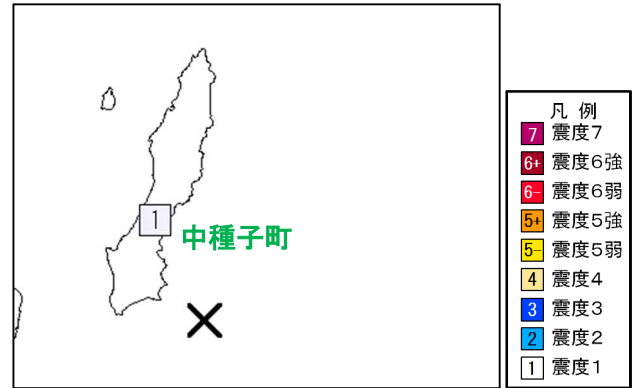 1
中種子町
凡 例
7 震度7
6+ 震度6強
6- 震度6弱
5+ 震度5強
5- 震度5弱
4 震度4
3 震度3
2 震度2
1 震度1